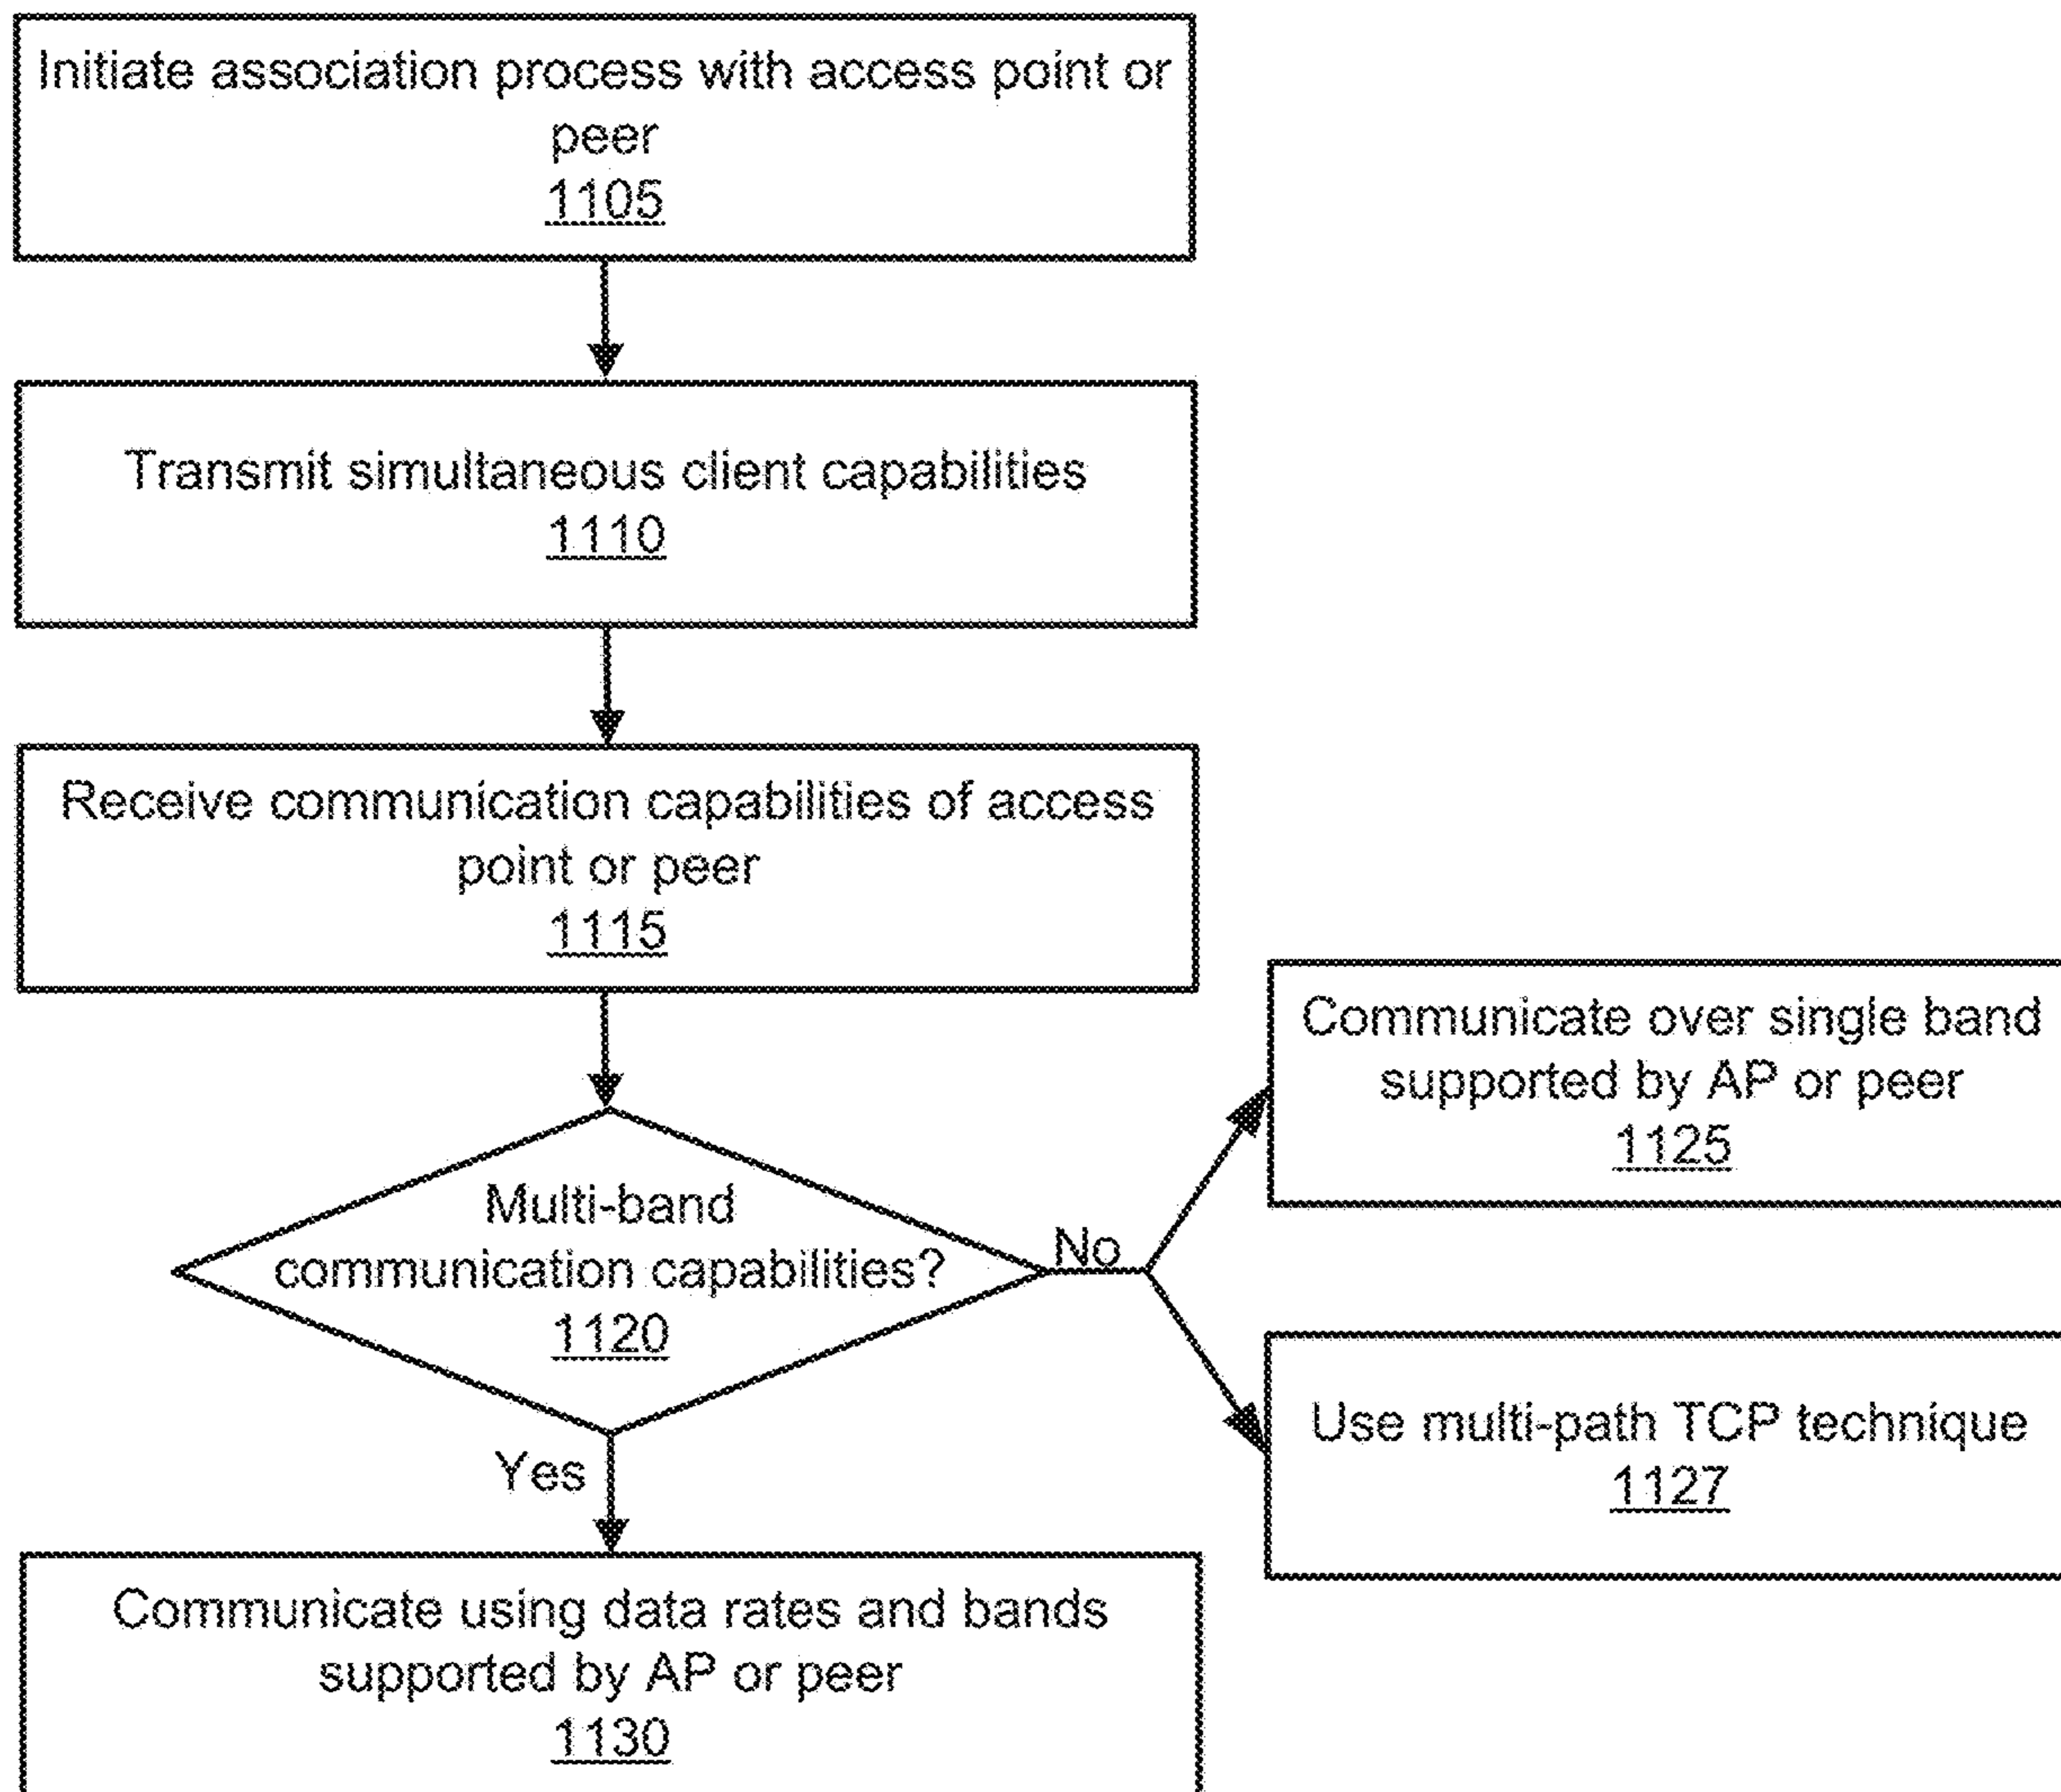 Initiate association process with access point or
peer
1105
Transmit simultaneous client capabilities
1110
Receive communication capabilities of access
point or peer
1115
Multi-band
communication capabilities?
1120
No
Communicate over single band
supported by AP or peer
1125
Use multi-path TCP technique
1127
Yes
Communicate using data rates and bands
supported by AP or peer
1130